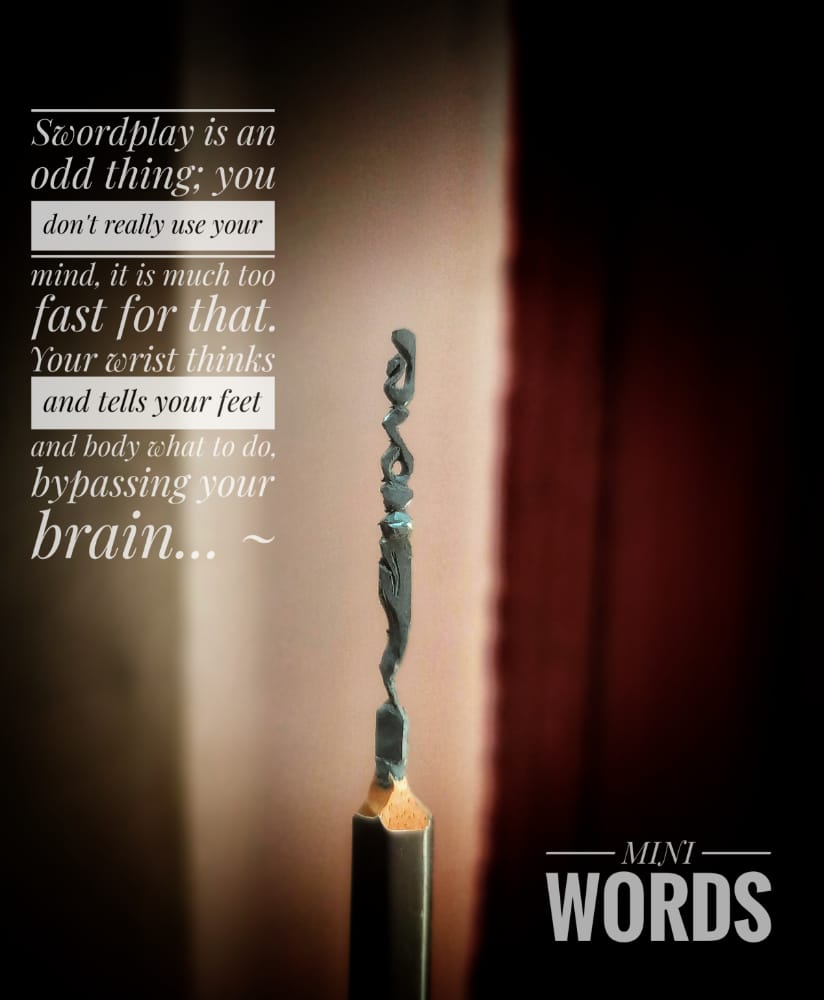 Swordplay is an
odd thing; you
don't really use your
mind, it is much too
fast for that.
Your wrist thinks
and tells your feet
and body what to do,
bypassing your
brain... ~
MINI
WORDS